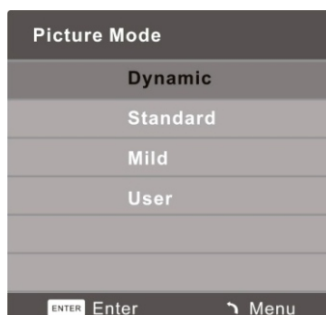 Picture Mode
Dynamic
Standard
Mild
User
ENTER Enter Menu